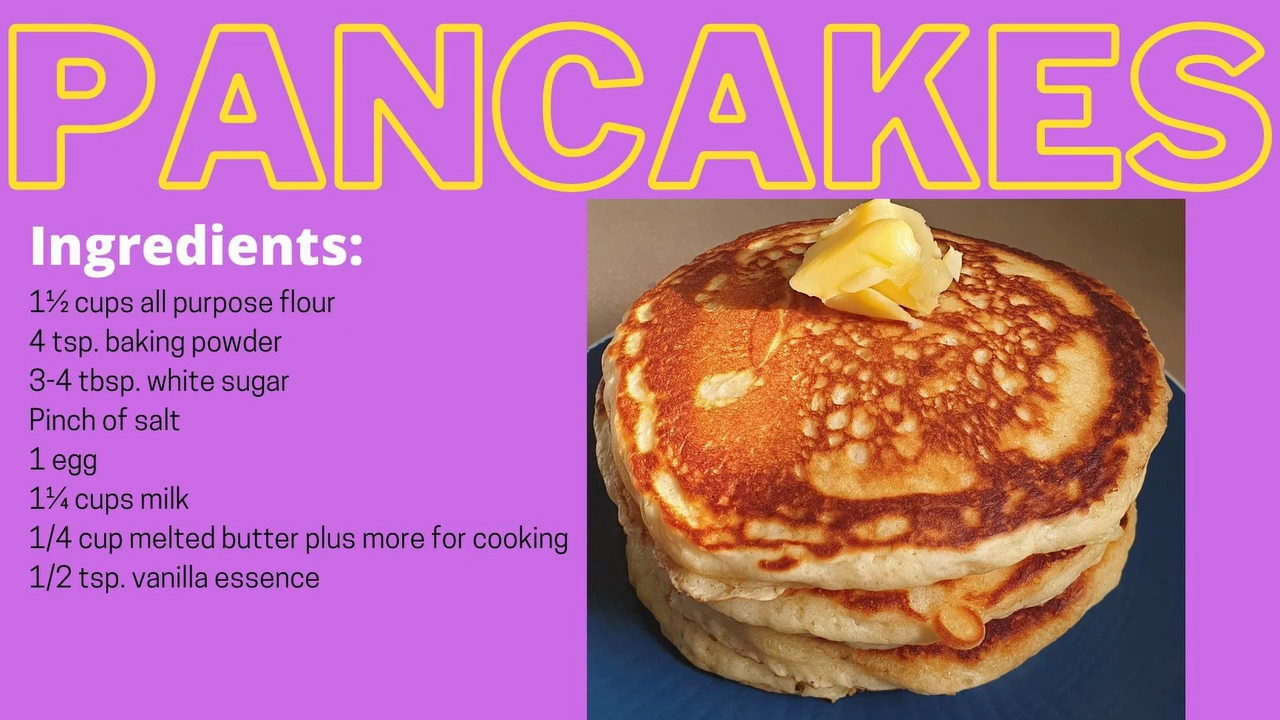 PANCAKES
Ingredients:
1½ cups all purpose flour
4 tsp. baking powder
3-4 tbsp. white sugar
Pinch of salt
1 egg
1¼ cups milk
1/4 cup melted butter plus more for cooking
1/2 tsp. vanilla essence